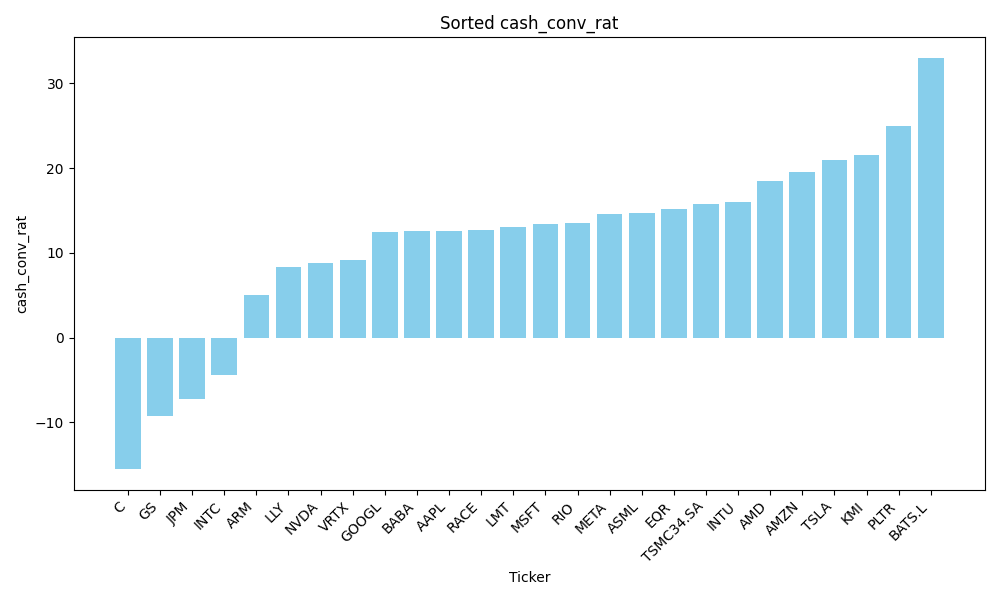 Sorted cash_conv_rat
cash_conv_rat
30
20
10
0
−10
C
GS
JPM
INTC
ARM
LLY
NVDA
VRTX
GOOGL
BABA
AAPL
RACE
LMT
MSFT
RIO
META
ASML
EQR
TSMC34.SA
INTU
AMD
AMZN
TSLA
KMI
PLTR
BATS.L
Ticker